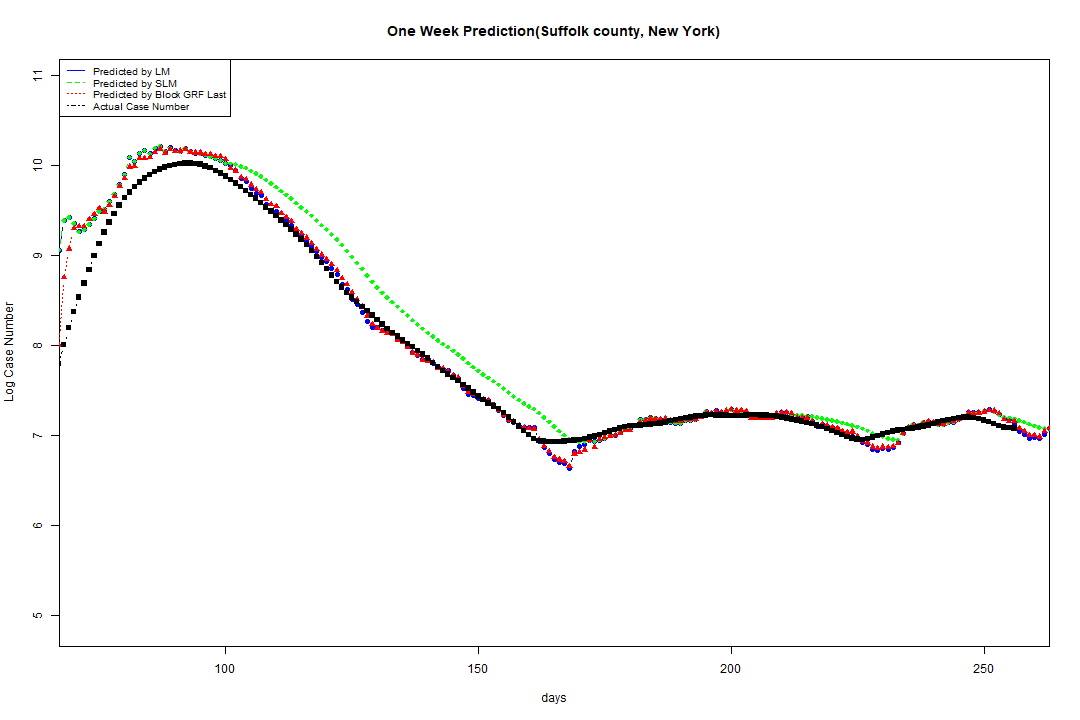 One Week Prediction(Suffolk county, New York)
Predicted by LM
Predicted by SLM
Predicted by Block GRF Last
Actual Case Number
11
10
9
8
7
6
5
Log Case Number
100 150 200 250
days